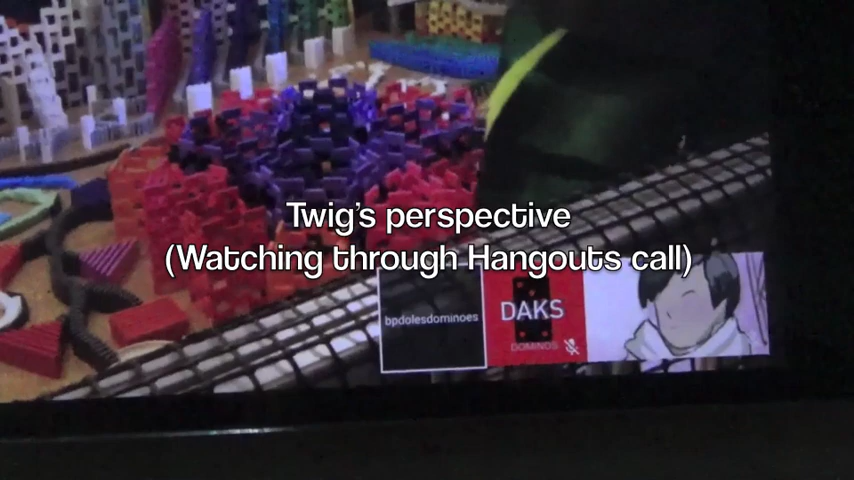 Twig's perspective
(Watching through Hangouts call)
bpdolesdominoes
DAKS
DOMINOS